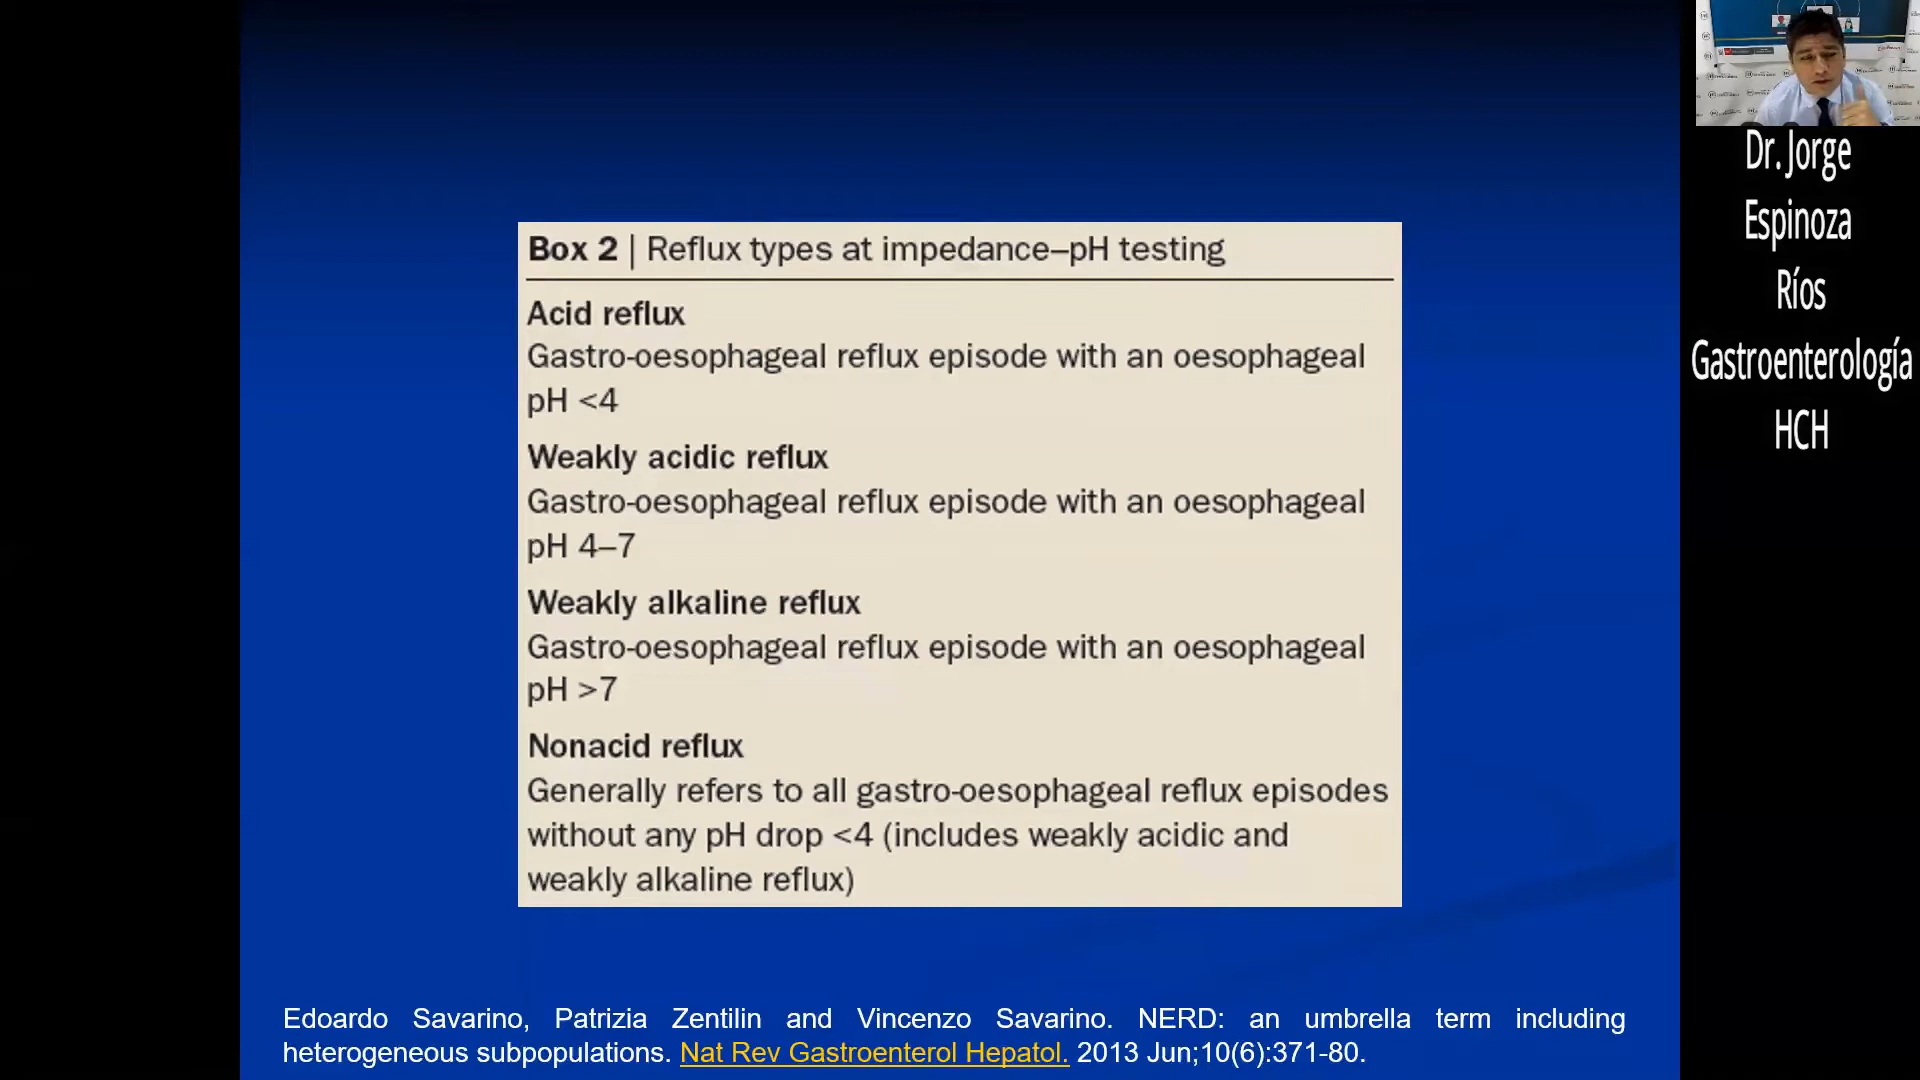 Box 2 | Reflux types at impedance–pH testing
Acid reflux
Gastro-oesophageal reflux episode with an oesophageal
pH <4
Weakly acidic reflux
Gastro-oesophageal reflux episode with an oesophageal
pH 4–7
Weakly alkaline reflux
Gastro-oesophageal reflux episode with an oesophageal
pH >7
Nonacid reflux
Generally refers to all gastro-oesophageal reflux episodes
without any pH drop <4 (includes weakly acidic and
weakly alkaline reflux)
Edoardo Savarino, Patrizia Zentilin and Vincenzo Savarino. NERD: an umbrella term including
heterogeneous subpopulations. Nat Rev Gastroenterol Hepatol. 2013 Jun;10(6):371-80.
Dr. Jorge
Espinoza
Ríos
Gastroenterología
HCH